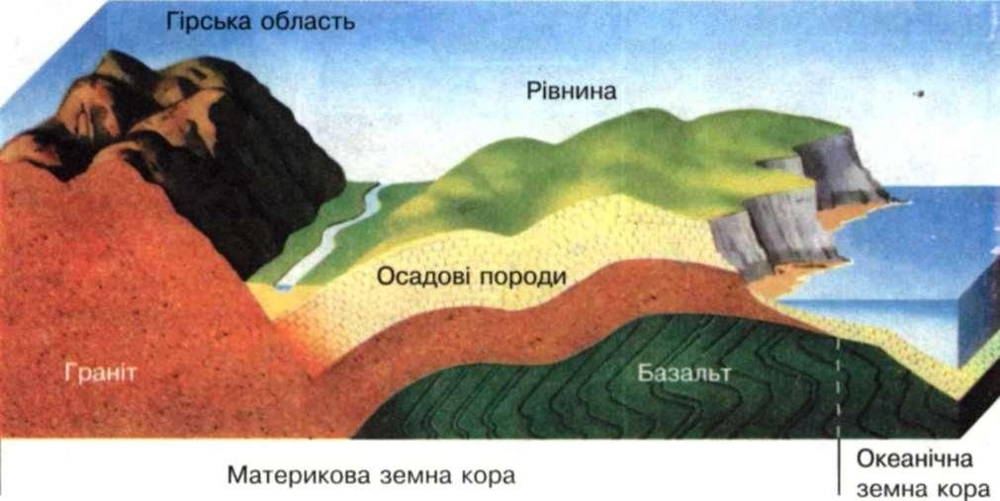 Гірська область
Рівнина
Осадові породи
Граніт
Базальт
Материкова земна кора
Океанічна
земна кора